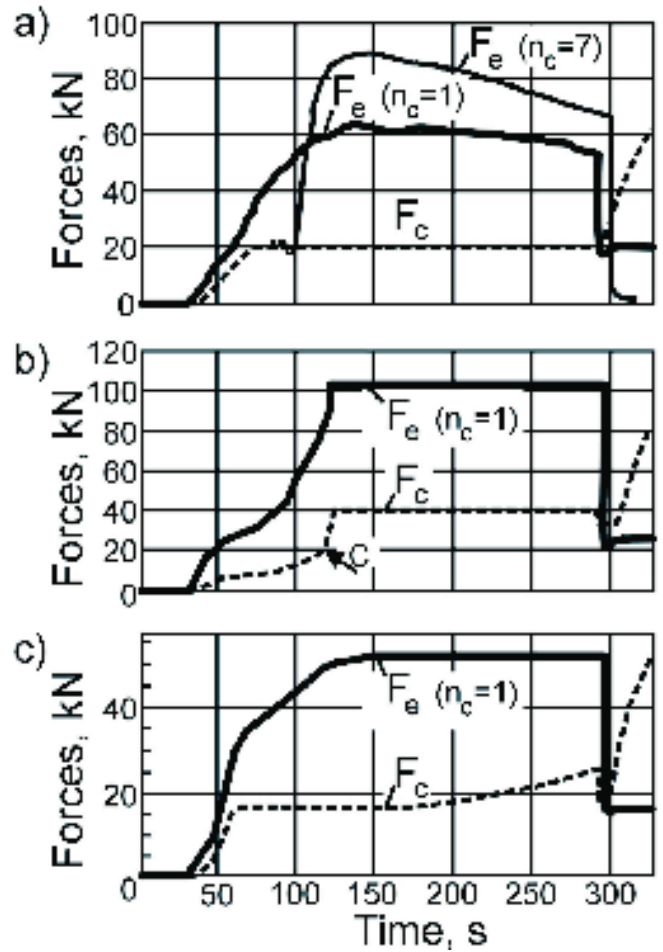 a)
100
80
60
40
20
0
Forces, kN
F_e (n_c=7)
F_e (n_c=1)
F_c
b)
120
100
80
60
40
20
0
Forces, kN
F_e (n_c=1)
F_c
C
c)
40
20
0
Forces, kN
F_e (n_c=1)
F_c
50 100 150 200 250 300
Time, s